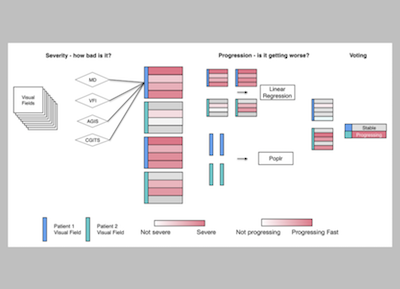 Severity - how bad is it?
Progression - is it getting worse?
Voting
Visual
Fields
MD
VFI
AGIS
CGITS
Linear
Regression
Poplr
Stable
Progressing
Patient 1
Visual Field
Patient 2
Visual Field
Not severe
Severe
Not progressing
Progressing Fast